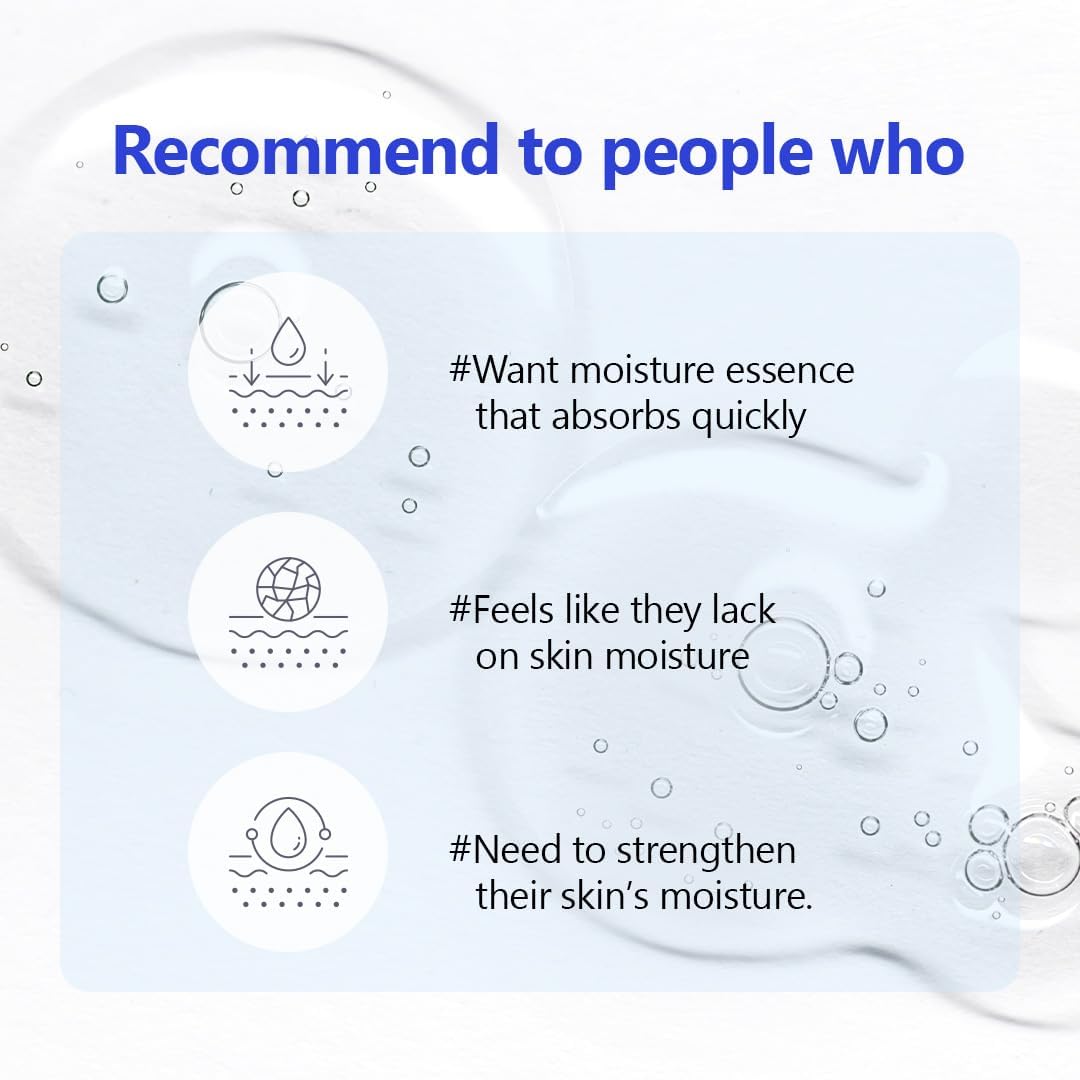 Recommend to people who
#Want moisture essence
that absorbs quickly
#Feels like they lack
on skin moisture
#Need to strengthen
their skin’s moisture.